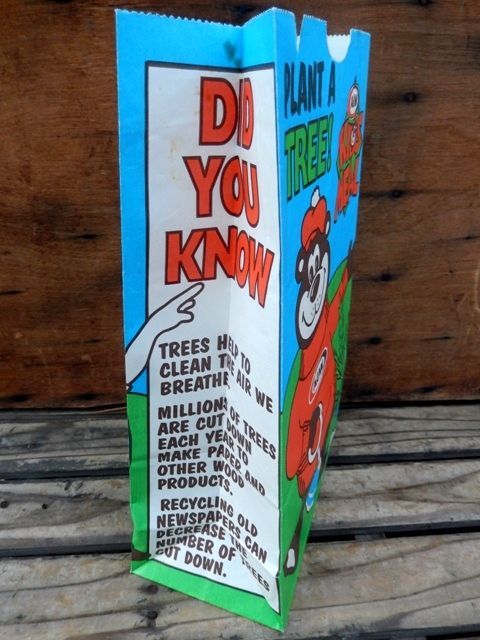 DID
YOU
KNOW
TREES HELP TO
CLEAN THE AIR WE
BREATHE
MILLIONS OF TREES
ARE CUT DOWN
EACH YEAR TO
MAKE PAPER AND
OTHER WOOD
PRODUCTS.
RECYCLING OLD
NEWSPAPERS CAN
DECREASE THE
NUMBER OF TREES
CUT DOWN.
PLANT A
TREE!
KIDS
MEAL